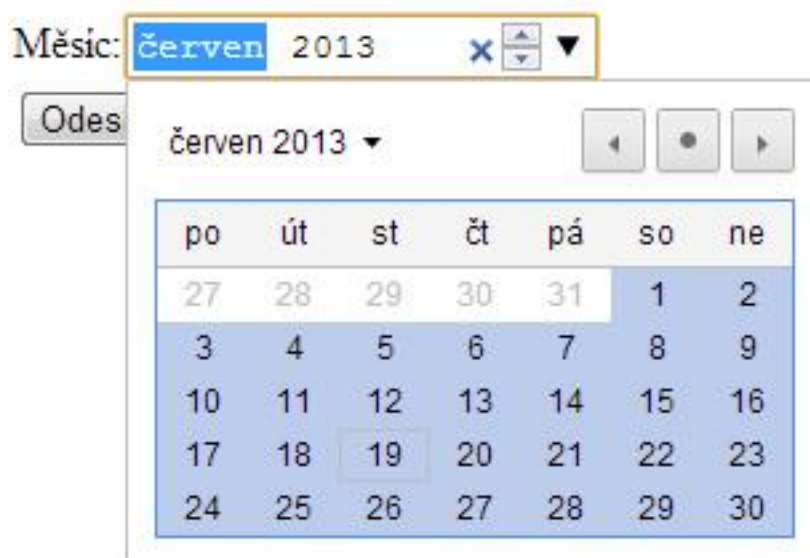 Měsíc: červen 2013
Odes
červen 2013
po út st čt pá so ne
27 28 29 30 31 1 2
3 4 5 6 7 8 9
10 11 12 13 14 15 16
17 18 19 20 21 22 23
24 25 26 27 28 29 30